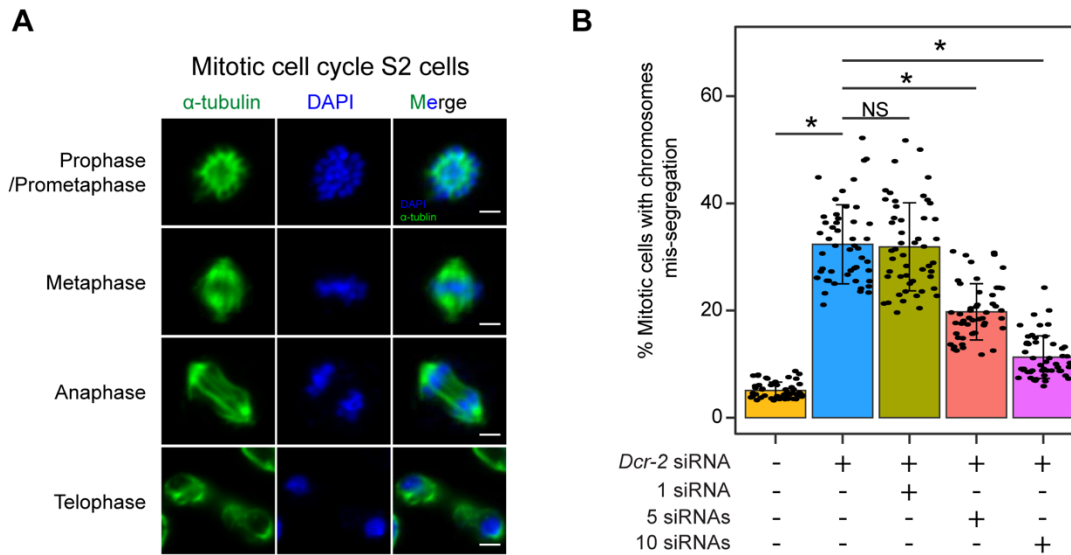 A
Mitotic cell cycle S2 cells
α-tubulin DAPI Merge
Prophase
/Prometaphase
DAPI
α-tublin
Metaphase
Anaphase
Telophase
B
% Mitotic cells with chromosomes
mis-segregation
60
40
20
0
* NS * *
Dcr-2 siRNA - + + + +
1 siRNA - - + - -
5 siRNAs - - - + -
10 siRNAs - - - - +